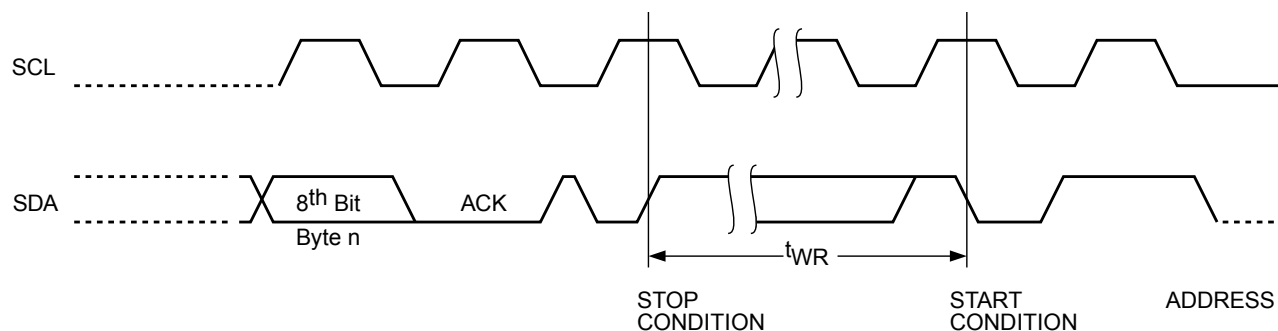 SCL
SDA
8th Bit
ACK
Byte n
tWR
STOP
CONDITION
START
CONDITION
ADDRESS